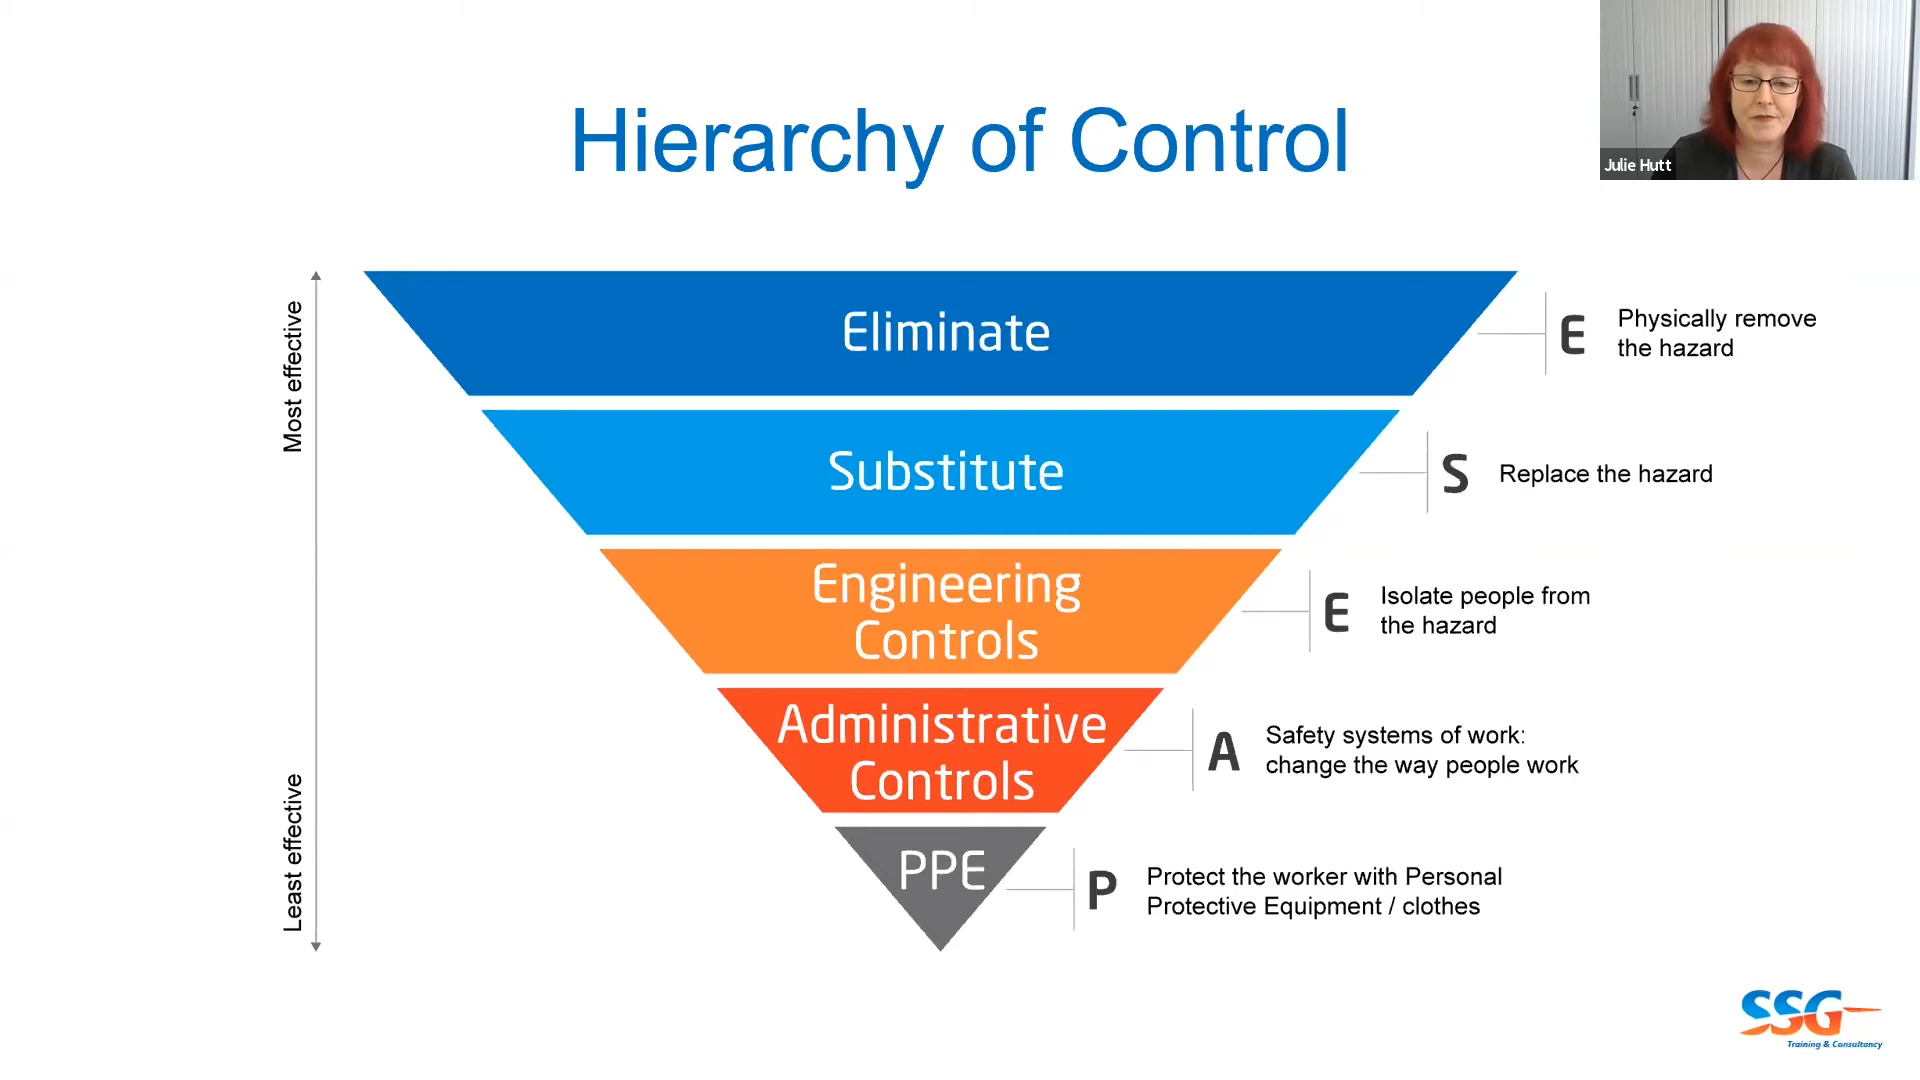 Julie Hutt
Hierarchy of Control
Most effective
Least effective
Eliminate
E
Physically remove
the hazard
Substitute
S
Replace the hazard
Engineering
Controls
E
Isolate people from
the hazard
Administrative
Controls
A
Safety systems of work:
change the way people work
PPE
P
Protect the worker with Personal
Protective Equipment / clothes
SSG
Training & Consultancy